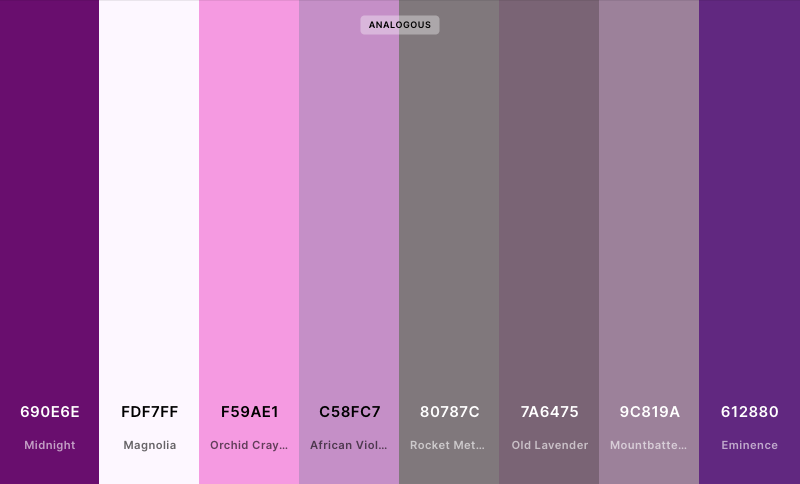 ANALOGOUS
690E6E
Midnight
FDF7FF
Magnolia
F59AE1
Orchid Cray...
C58FC7
African Viol...
80787C
Rocket Met...
7A6475
Old Lavender
9C819A
Mountbatte...
612880
Eminence